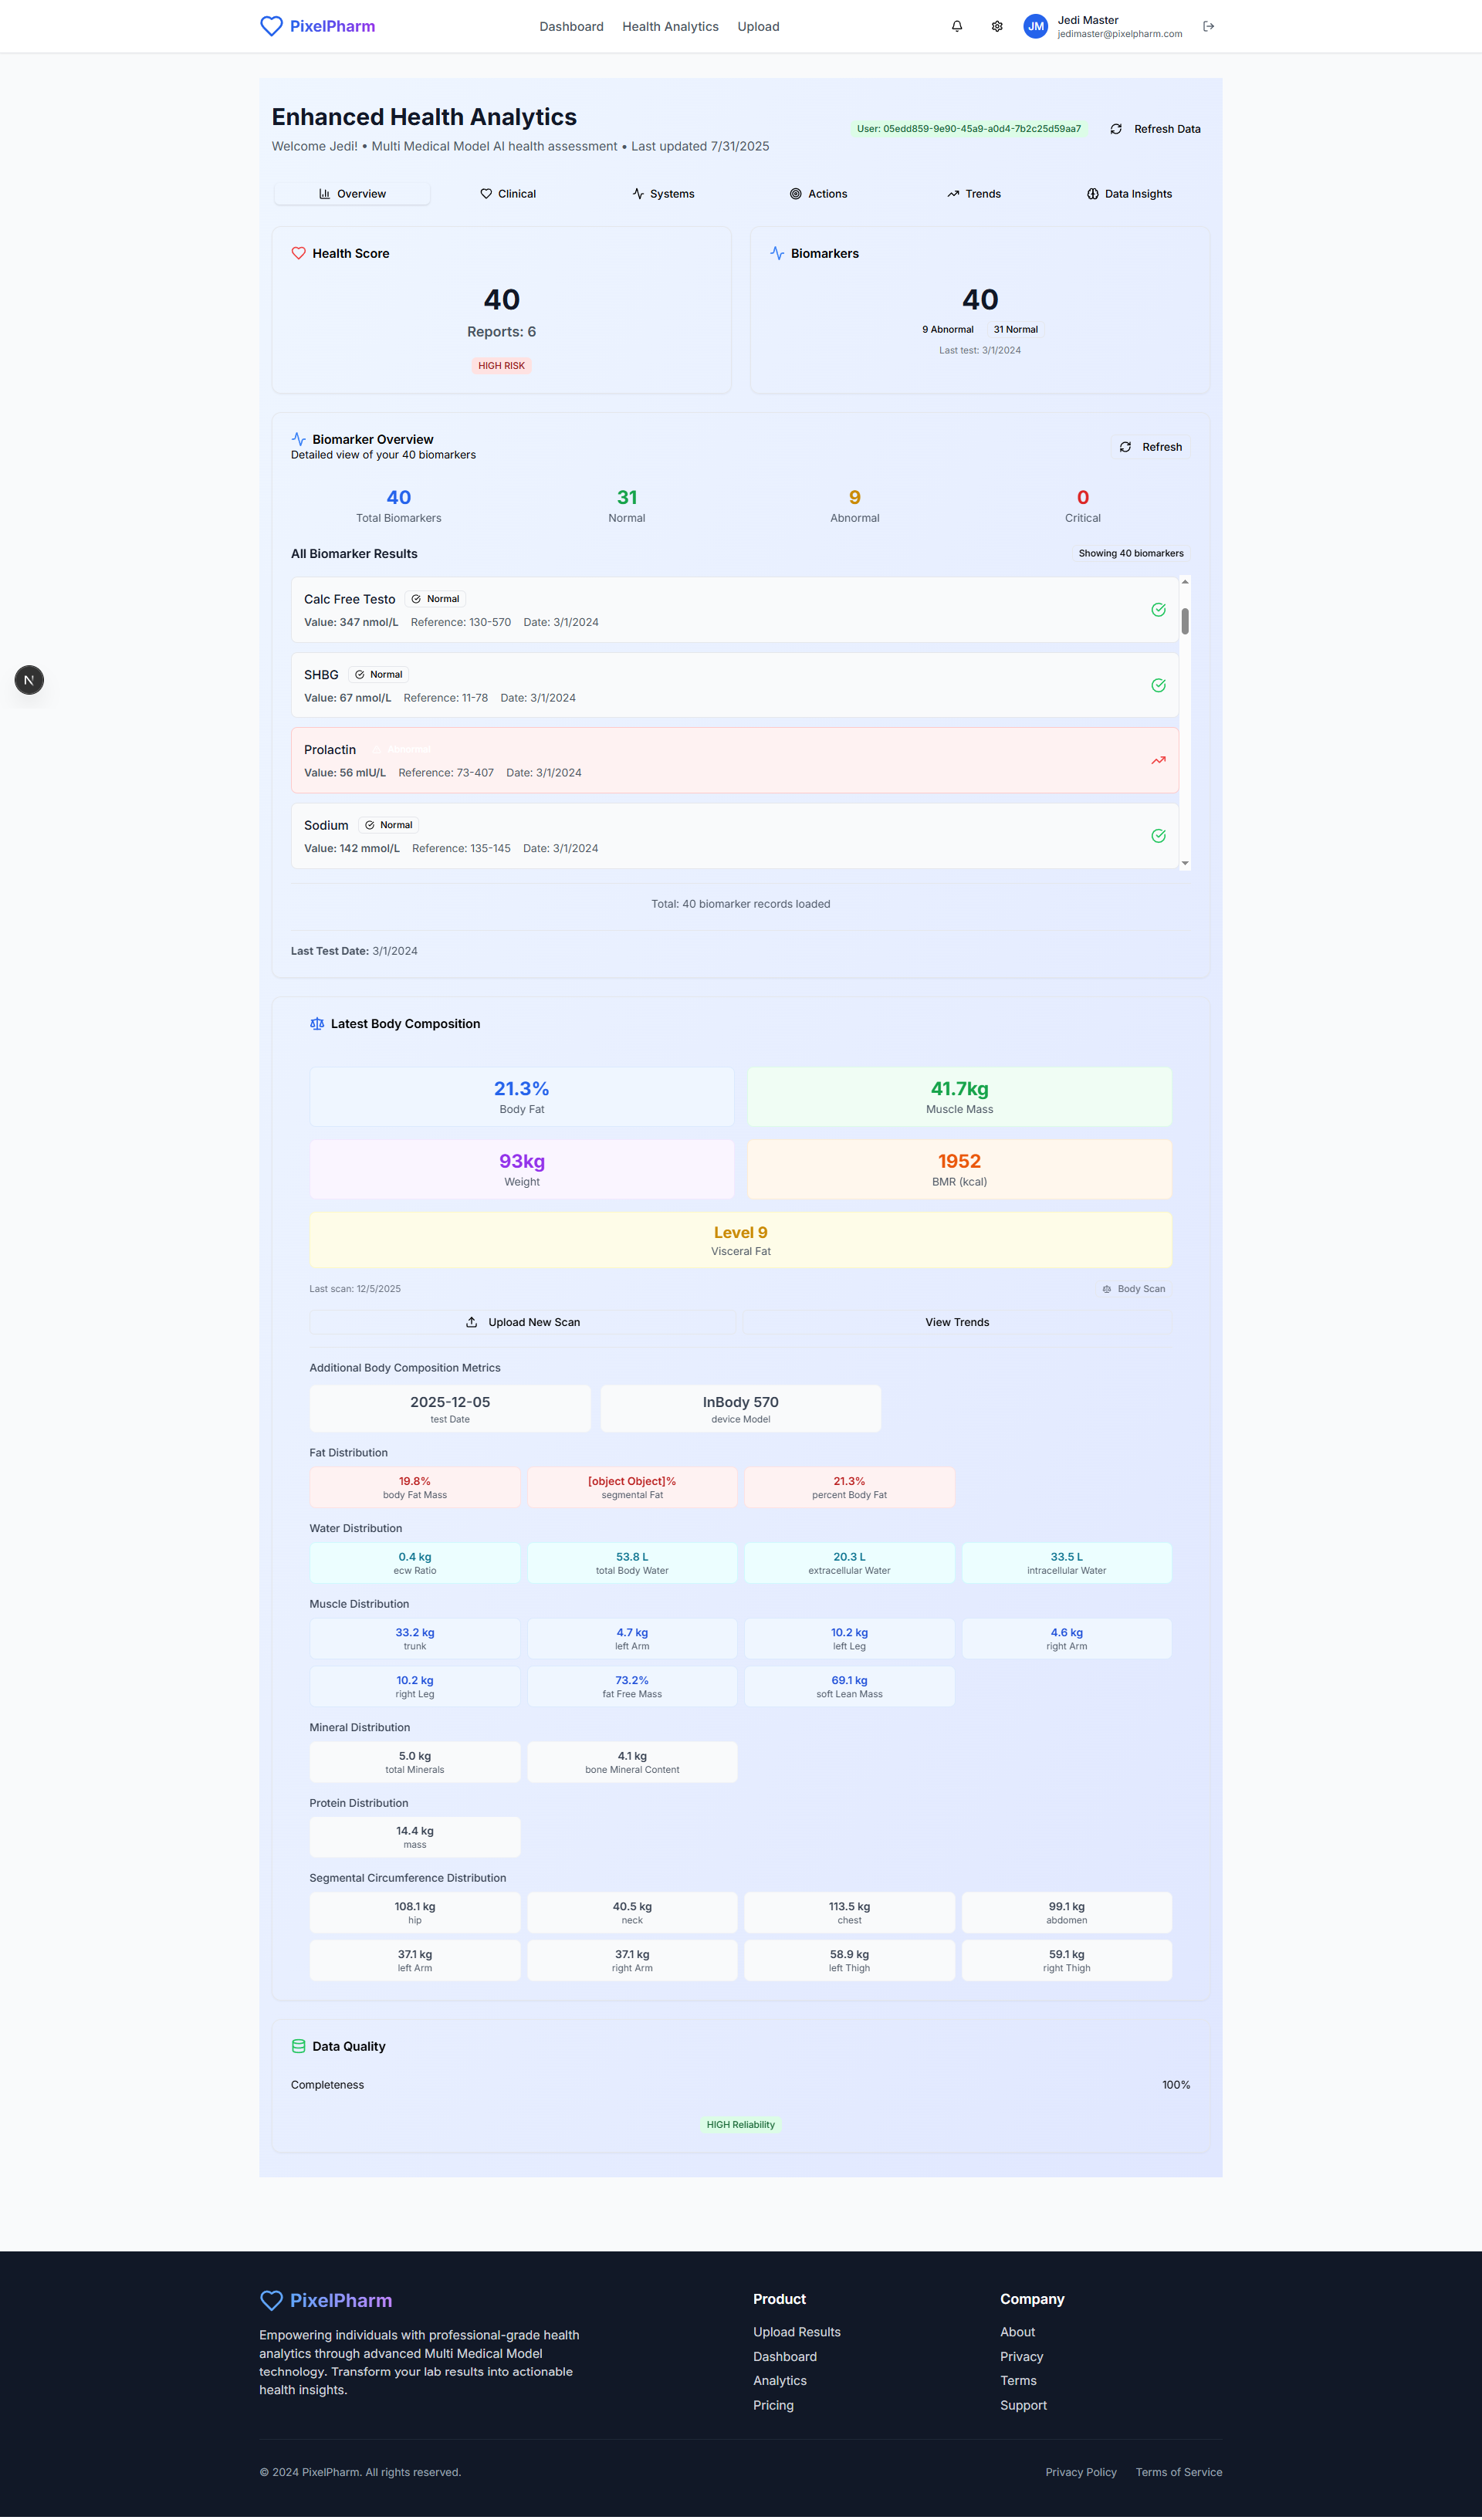 PixelPharm
Dashboard Health Analytics Upload
JM
Jedi Master
jedimaster@pixelpharm.com
Enhanced Health Analytics
Welcome Jedi! • Multi Medical Model AI health assessment • Last updated 7/31/2025
User: 05edd859-9e90-45a9-a0d4-7b2c25d59aa7
Refresh Data
Overview Clinical Systems Actions Trends Data Insights
Health Score
40
Reports: 6
HIGH RISK
Biomarkers
40
9 Abnormal 31 Normal
Last test: 3/1/2024
Biomarker Overview
Detailed view of your 40 biomarkers
Refresh
40
Total Biomarkers
31
Normal
9
Abnormal
0
Critical
All Biomarker Results
Showing 40 biomarkers
Calc Free Testo Normal
Value: 347 nmol/L Reference: 130-570 Date: 3/1/2024
SHBG Normal
Value: 67 nmol/L Reference: 11-78 Date: 3/1/2024
N
Prolactin Abnormal
Value: 56 mIU/L Reference: 73-407 Date: 3/1/2024
Sodium Normal
Value: 142 mmol/L Reference: 135-145 Date: 3/1/2024
Total: 40 biomarker records loaded
Last Test Date: 3/1/2024
Latest Body Composition
21.3%
Body Fat
41.7kg
Muscle Mass
93kg
Weight
1952
BMR (kcal)
Level 9
Visceral Fat
Last scan: 12/5/2025
Body Scan
Upload New Scan
View Trends
Additional Body Composition Metrics
2025-12-05
test Date
InBody 570
device Model
Fat Distribution
19.8%
body Fat Mass
[object Object]%
segmental Fat
21.3%
percent Body Fat
Water Distribution
0.4 kg
ecw Ratio
53.8 L
total Body Water
20.3 L
extracellular Water
33.5 L
intracellular Water
Muscle Distribution
33.2 kg
trunk
4.7 kg
left Arm
10.2 kg
left Leg
4.6 kg
right Arm
10.2 kg
right Leg
73.2%
fat Free Mass
69.1 kg
soft Lean Mass
Mineral Distribution
5.0 kg
total Minerals
4.1 kg
bone Mineral Content
Protein Distribution
14.4 kg
mass
Segmental Circumference Distribution
108.1 kg
hip
40.5 kg
neck
113.5 kg
chest
99.1 kg
abdomen
37.1 kg
left Arm
37.1 kg
right Arm
58.9 kg
left Thigh
59.1 kg
right Thigh
Data Quality
Completeness 100%
HIGH Reliability
PixelPharm
Empowering individuals with professional-grade health
analytics through advanced Multi Medical Model
technology. Transform your lab results into actionable
health insights.
Product
Upload Results
Dashboard
Analytics
Pricing
Company
About
Privacy
Terms
Support
© 2024 PixelPharm. All rights reserved.
Privacy Policy Terms of Service